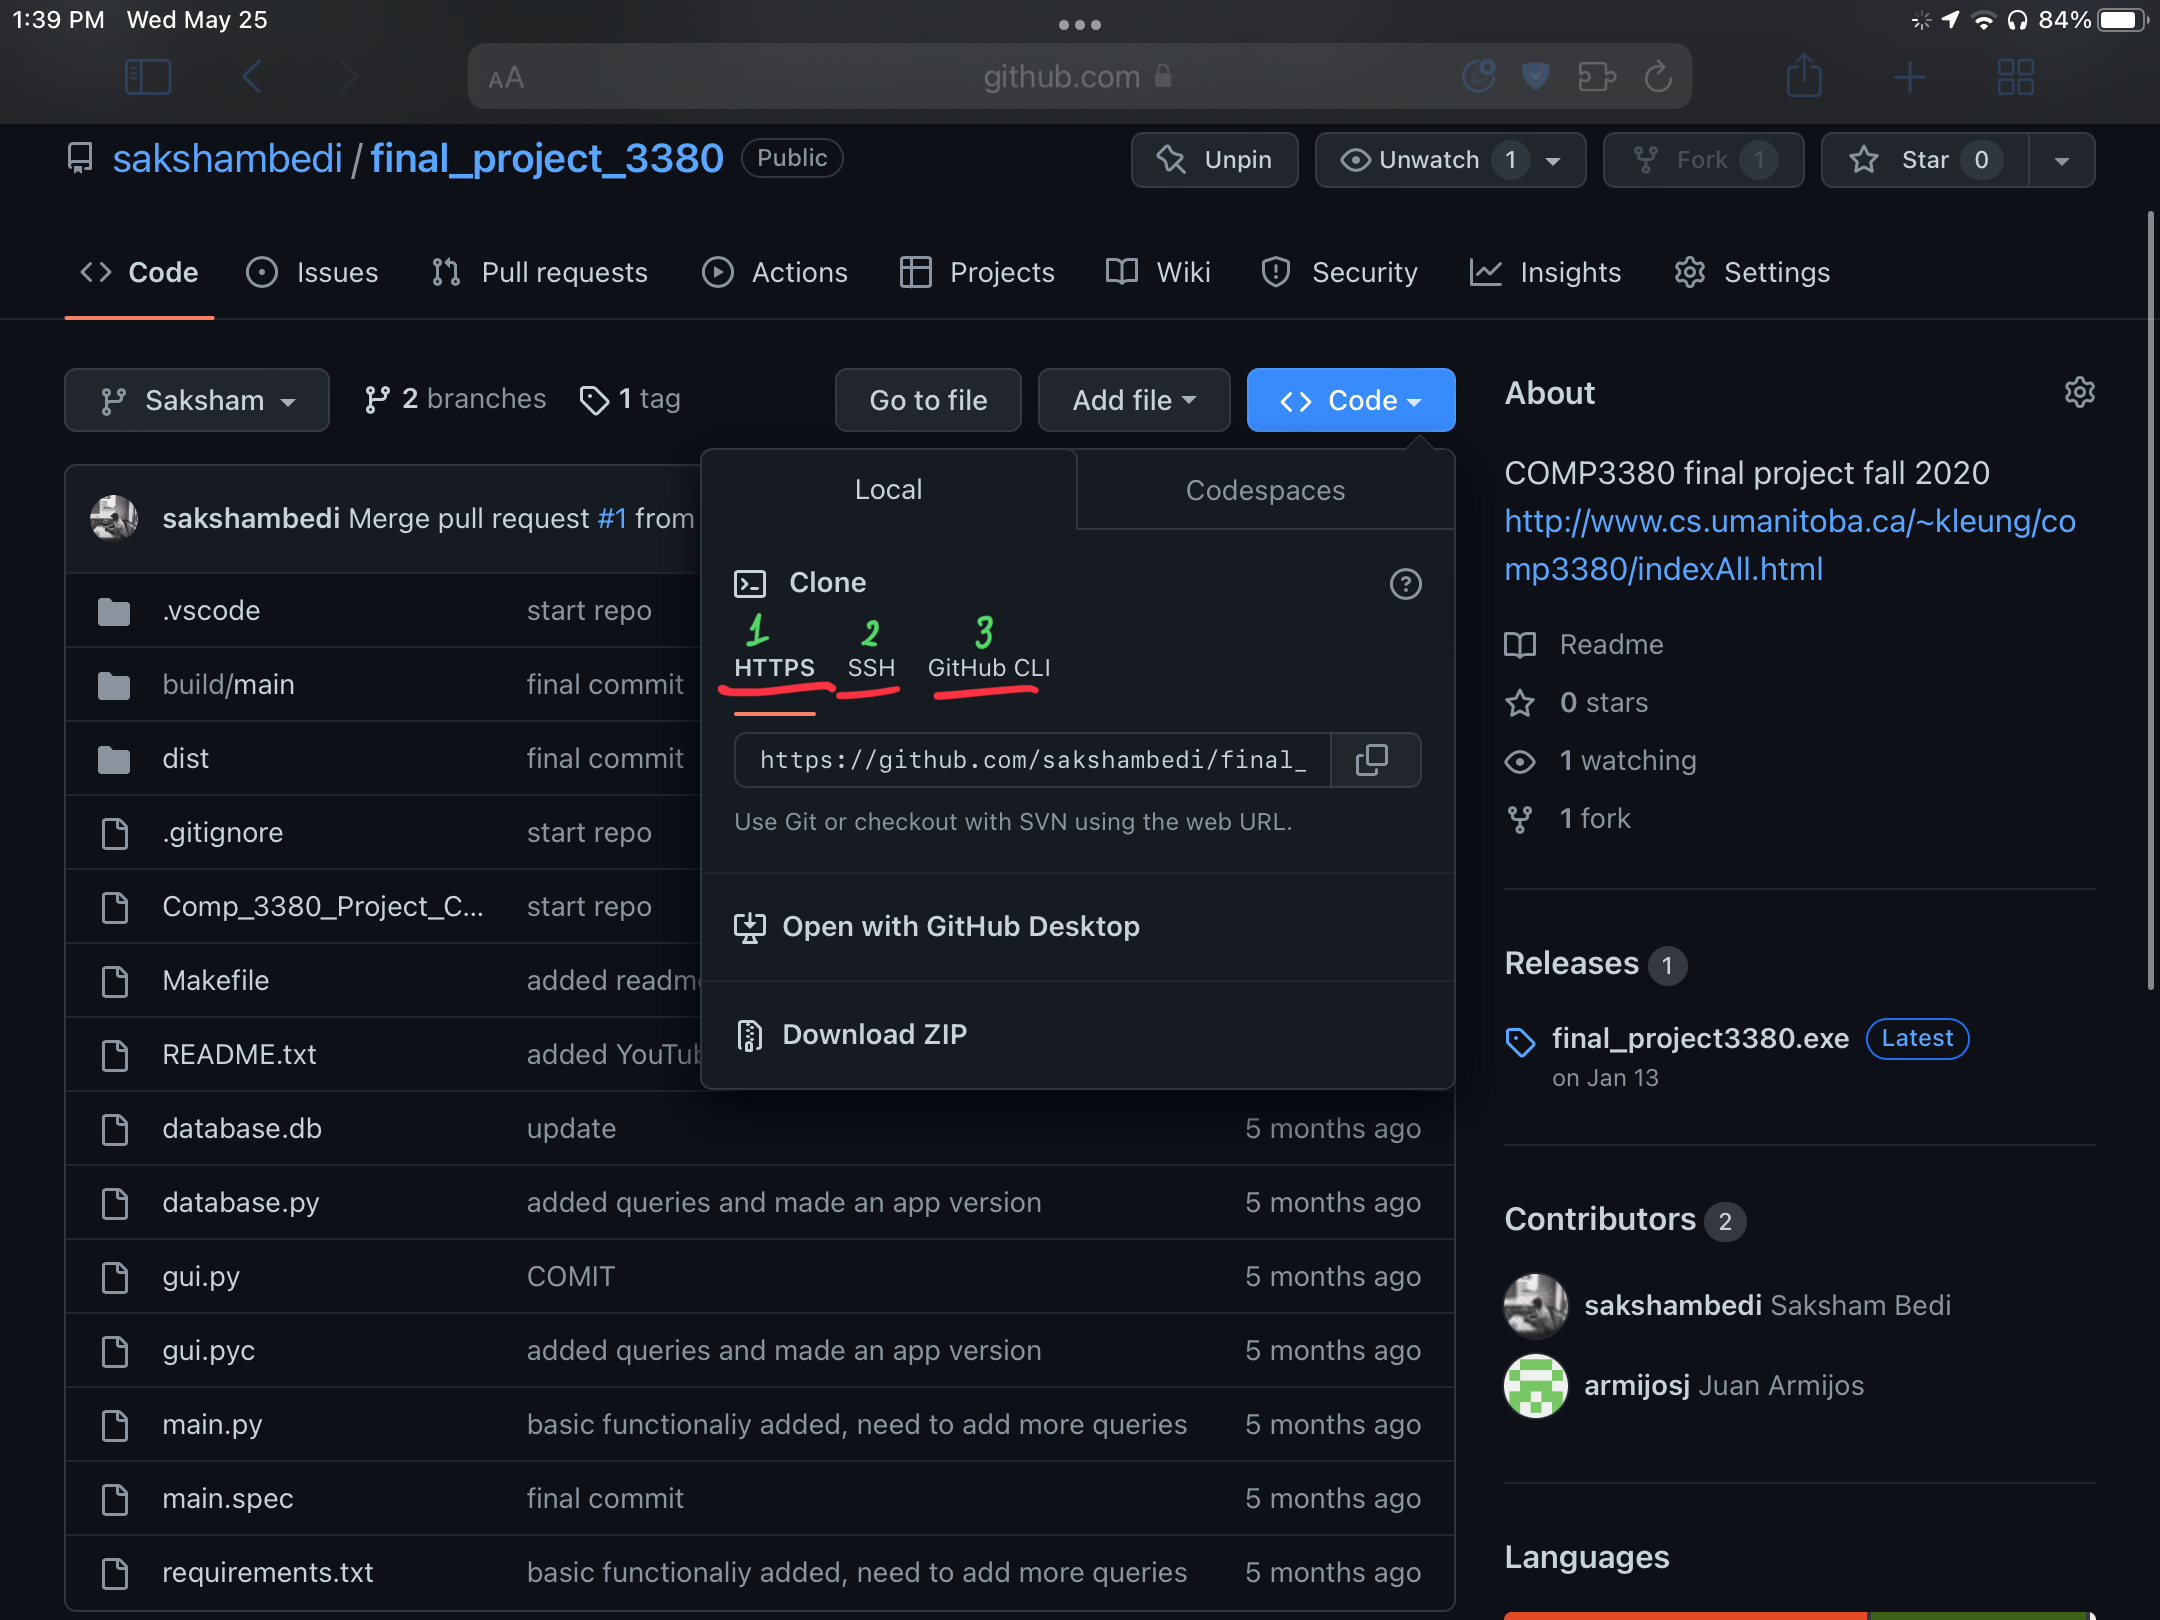 1:39 PM Wed May 25
84%
AA github.com
sakshambedi / final_project_3380 Public
Unpin Unwatch 1 Fork 1 Star 0
Code Issues Pull requests Actions Projects Wiki Security Insights Settings
Saksham 2 branches 1 tag Go to file Add file Code
sakshambedi Merge pull request #1 from
.vscode start repo
build/main final commit
dist final commit
.gitignore start repo
Comp_3380_Project_C... start repo
Makefile added readm
README.txt added YouTu
database.db update 5 months ago
database.py added queries and made an app version 5 months ago
gui.py COMIT 5 months ago
gui.pyc added queries and made an app version 5 months ago
main.py basic functionaliy added, need to add more queries 5 months ago
main.spec final commit 5 months ago
requirements.txt basic functionaliy added, need to add more queries 5 months ago
Local Codespaces
Clone
1 2 3
HTTPS SSH GitHub CLI
https://github.com/sakshambedi/final_
Use Git or checkout with SVN using the web URL.
Open with GitHub Desktop
Download ZIP
About
COMP3380 final project fall 2020
http://www.cs.umanitoba.ca/~kleung/co
mp3380/indexAll.html
Readme
0 stars
1 watching
1 fork
Releases 1
final_project3380.exe Latest
on Jan 13
Contributors 2
sakshambedi Saksham Bedi
armijosj Juan Armijos
Languages